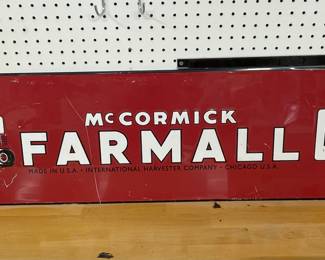 McCORMICK
FARMALL
MADE IN U.S.A. • INTERNATIONAL HARVESTER COMPANY • CHICAGO U.S.A.